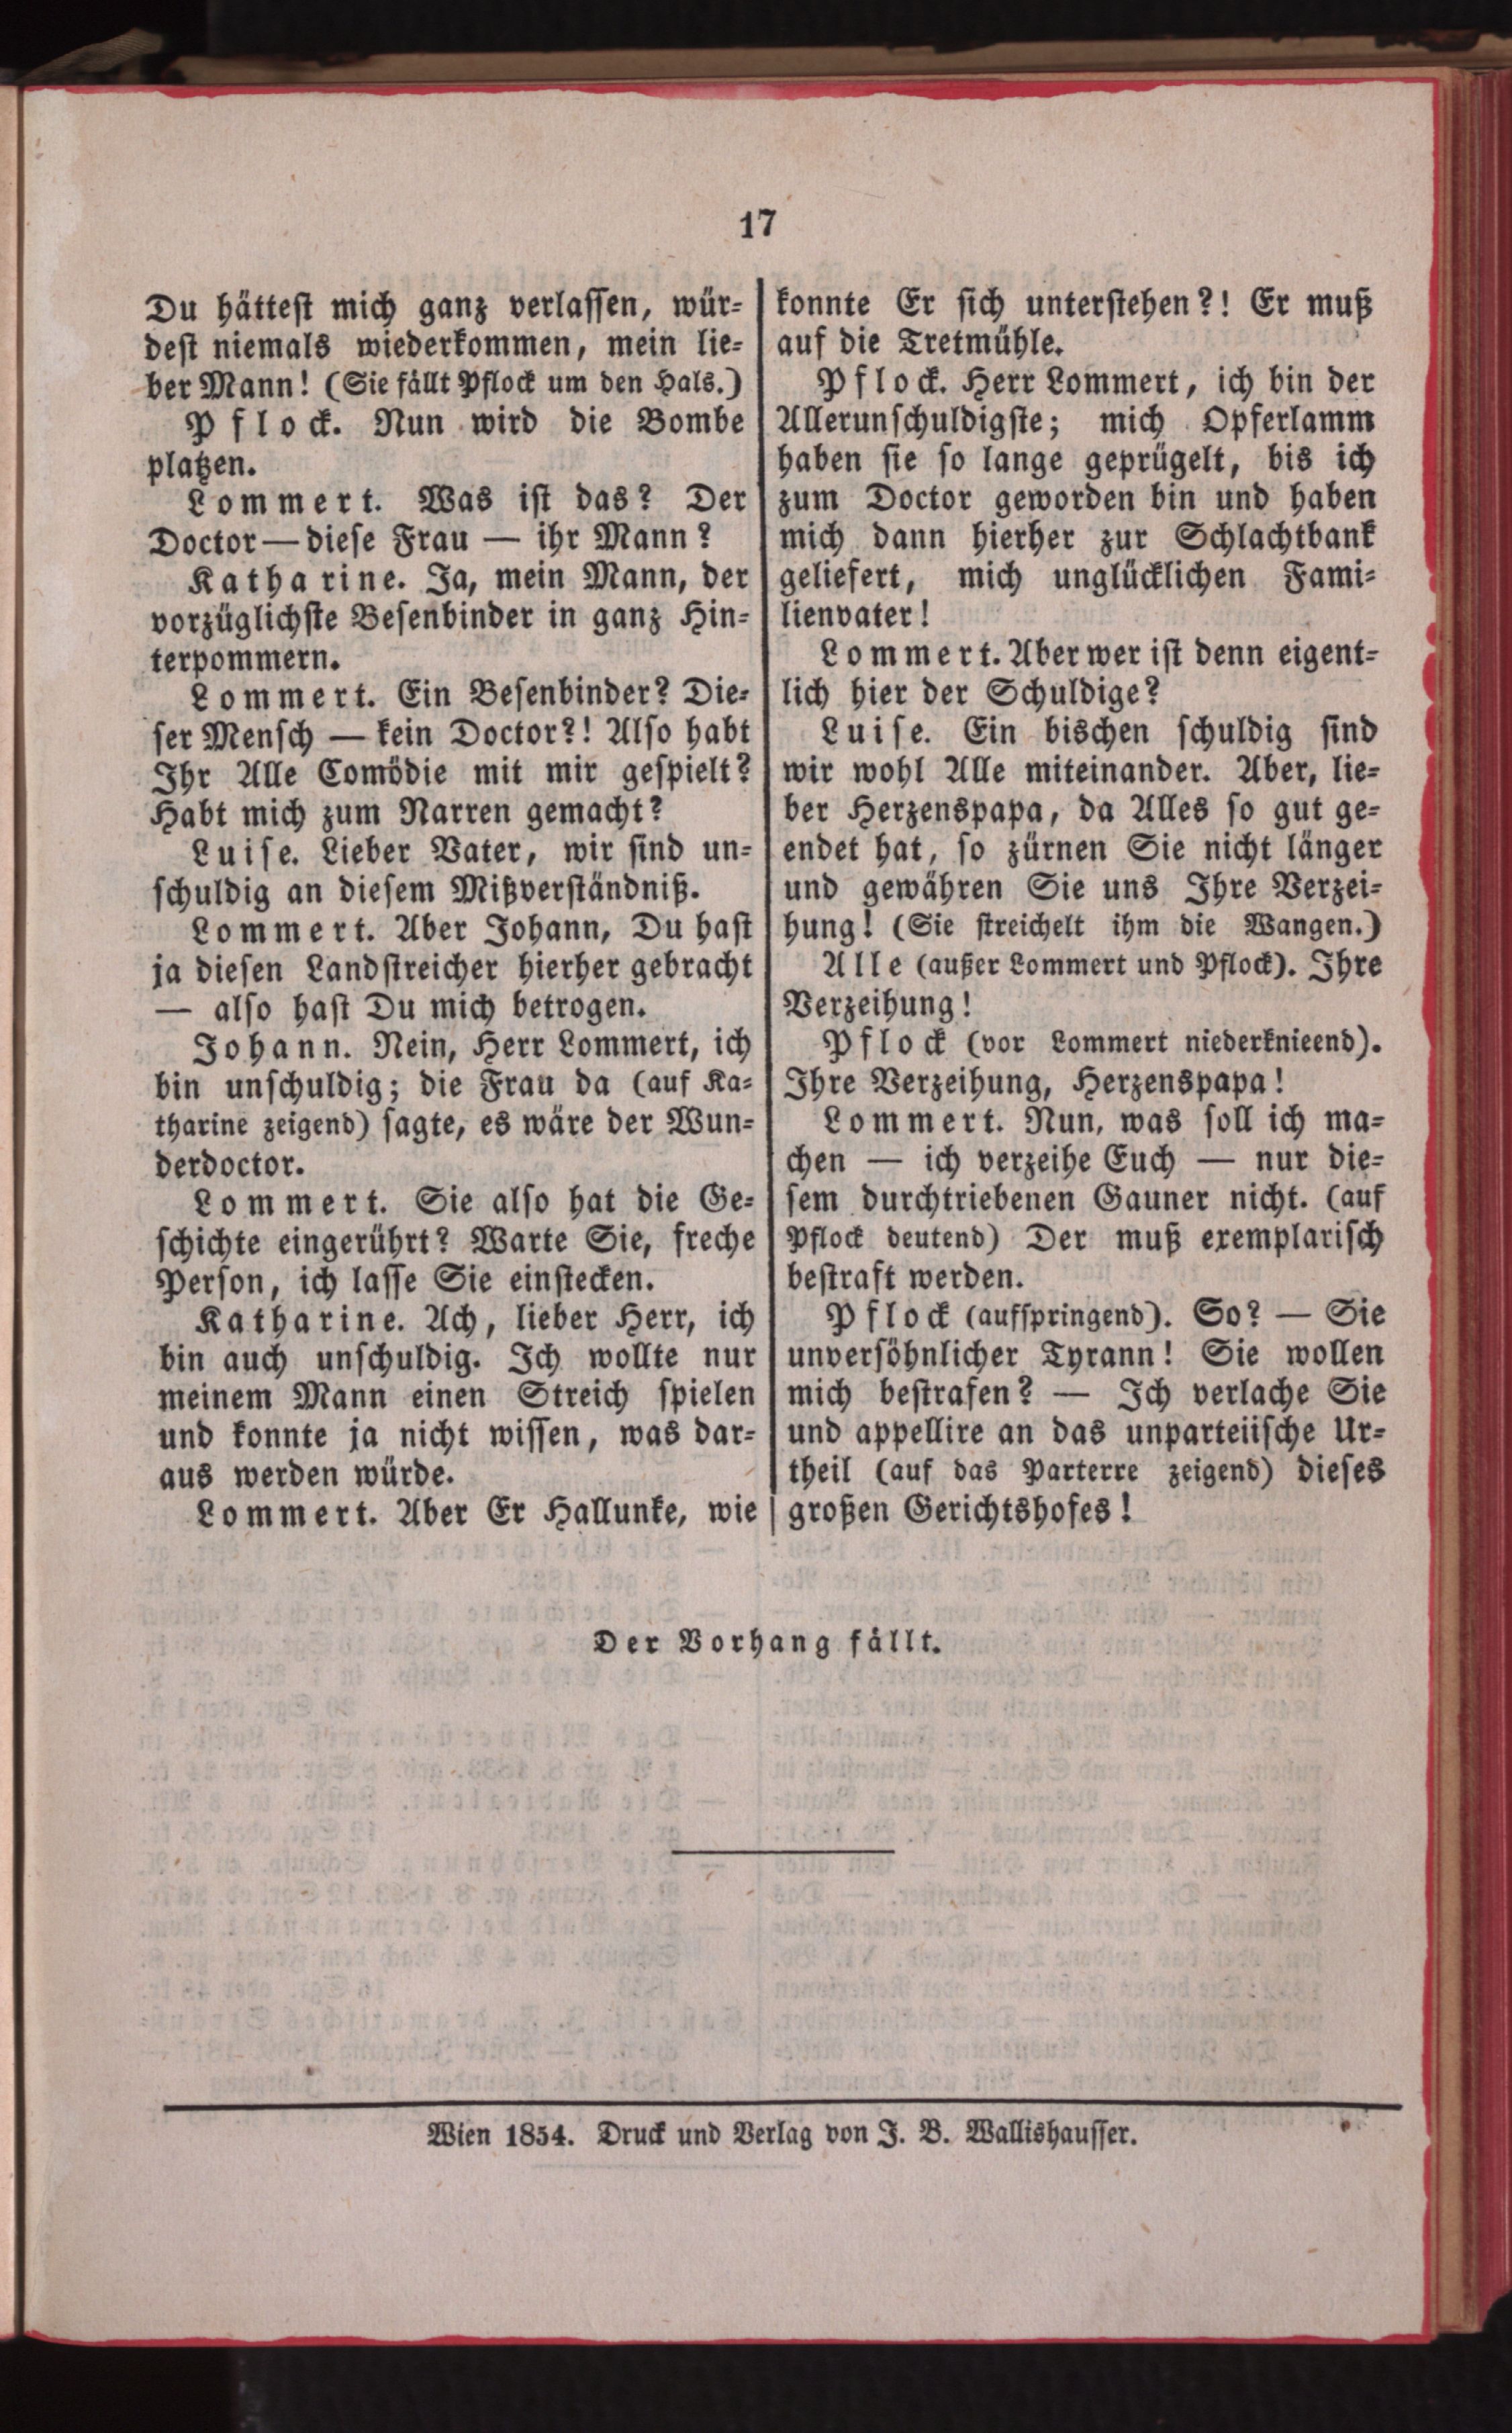 17
Du hättest mich ganz verlassen, wür-
dest niemals wiederkommen, mein lie-
ber Mann! (Sie fällt Pflock um den Hals.)
Pflock. Nun wird die Bombe
platzen.
Lommert. Was ist das? Der
Doctor — diese Frau — ihr Mann?
Katharine. Ja, mein Mann, der
vorzüglichste Besenbinder in ganz Hin-
terpommern.
Lommert. Ein Besenbinder? Die-
ser Mensch — kein Doctor?! Also habt
Ihr Alle Comödie mit mir gespielt?
Habt mich zum Narren gemacht?
Luise. Lieber Vater, wir sind un-
schuldig an diesem Mißverständniß.
Lommert. Aber Johann, Du hast
ja diesen Landstreicher hierher gebracht
— also hast Du mich betrogen.
Johann. Nein, Herr Lommert, ich
bin unschuldig; die Frau da (auf Ka-
tharine zeigend) sagte, es wäre der Wun-
derdoctor.
Lommert. Sie also hat die Ge-
schichte eingerührt? Warte Sie, freche
Person, ich lasse Sie einstecken.
Katharine. Ach, lieber Herr, ich
bin auch unschuldig. Ich wollte nur
meinem Mann einen Streich spielen
und konnte ja nicht wissen, was dar-
aus werden würde.
Lommert. Aber Er Hallunke, wie
konnte Er sich unterstehen?! Er muß
auf die Tretmühle.
Pflock. Herr Lommert, ich bin der
Allerunschuldigste; mich Opferlamm
haben sie so lange geprügelt, bis ich
zum Doctor geworden bin und haben
mich dann hierher zur Schlachtbank
geliefert, mich unglücklichen Fami-
lienvater!
Lommert. Aber wer ist denn eigent-
lich hier der Schuldige?
Luise. Ein bischen schuldig sind
wir wohl Alle miteinander. Aber, lie-
ber Herzenspapa, da Alles so gut ge-
endet hat, so zürnen Sie nicht länger
und gewähren Sie uns Ihre Verzei-
hung! (Sie streichelt ihm die Wangen.)
Alle (außer Lommert und Pflock). Ihre
Verzeihung!
Pflock (vor Lommert niederknieend).
Ihre Verzeihung, Herzenspapa!
Lommert. Nun, was soll ich ma-
chen — ich verzeihe Euch — nur die-
sem durchtriebenen Gauner nicht. (auf
Pflock deutend) Der muß exemplarisch
bestraft werden.
Pflock (aufspringend). So? — Sie
unversöhnlicher Tyrann! Sie wollen
mich bestrafen? — Ich verlache Sie
und appellire an das unparteiische Ur-
theil (auf das Parterre zeigend) dieses
großen Gerichtshofes!
Der Vorhang fällt.
Wien 1854. Druck und Verlag von J. B. Wallishausser.